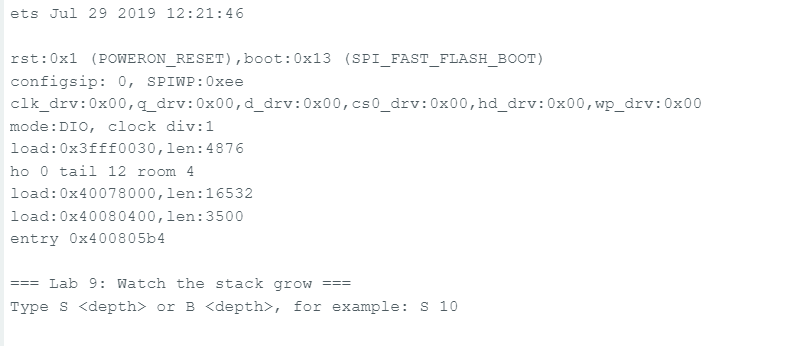 ets Jul 29 2019 12:21:46
rst:0x1 (POWERON_RESET),boot:0x13 (SPI_FAST_FLASH_BOOT)
configsip: 0, SPIWP:0xee
clk_drv:0x00,q_drv:0x00,d_drv:0x00,cs0_drv:0x00,hd_drv:0x00,wp_drv:0x00
mode:DIO, clock div:1
load:0x3fff0030,len:4876
ho 0 tail 12 room 4
load:0x40078000,len:16532
load:0x40080400,len:3500
entry 0x400805b4
=== Lab 9: Watch the stack grow ===
Type S <depth> or B <depth>, for example: S 10